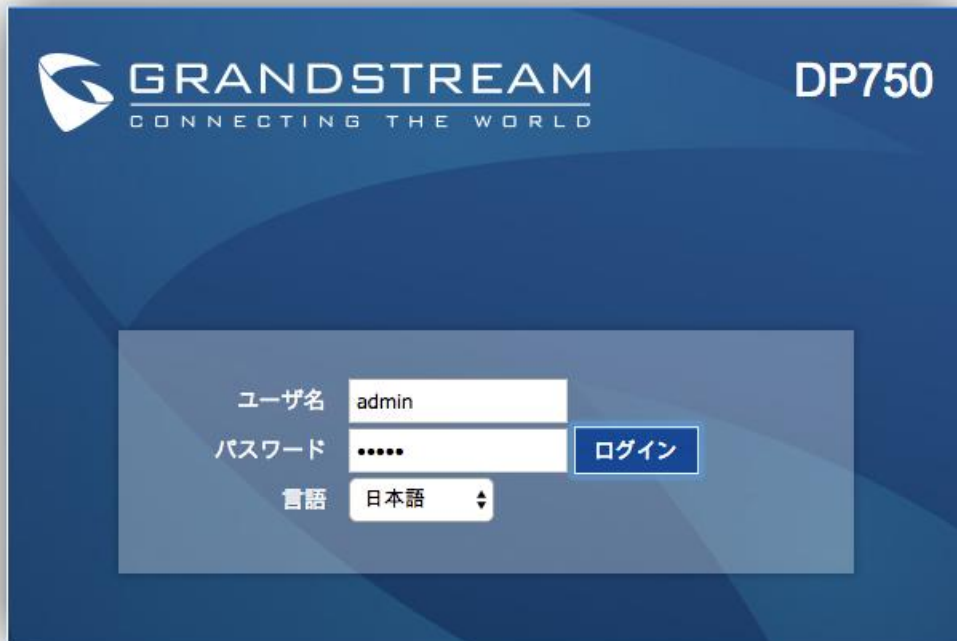 GRANDSTREAM
CONNECTING THE WORLD
DP750
ユーザ名 admin
パスワード ••••• ログイン
言語 日本語